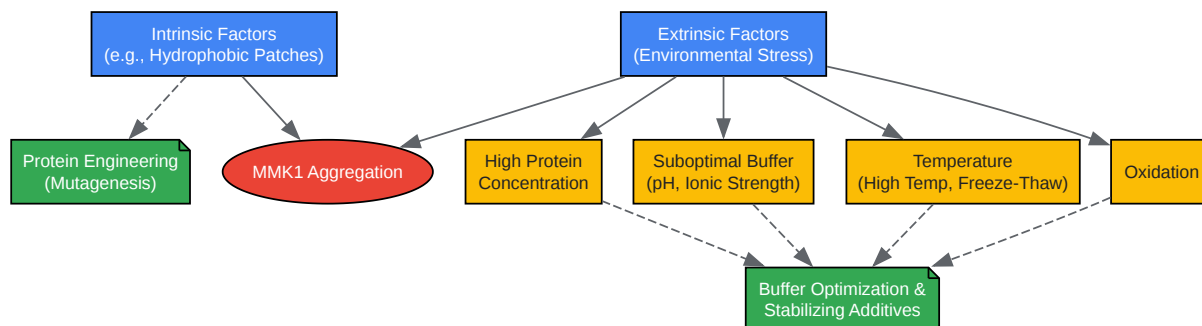 Intrinsic Factors
(e.g., Hydrophobic Patches)
Extrinsic Factors
(Environmental Stress)
Protein Engineering
(Mutagenesis)
MMK1 Aggregation
High Protein
Concentration
Suboptimal Buffer
(pH, Ionic Strength)
Temperature
(High Temp, Freeze-Thaw)
Oxidation
Buffer Optimization &
Stabilizing Additives